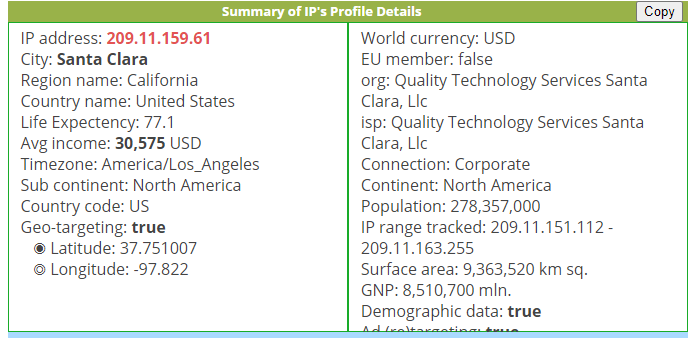 Summary of IP's Profile Details
Copy
IP address: 209.11.159.61
City: Santa Clara
Region name: California
Country name: United States
Life Expectency: 77.1
Avg income: 30,575 USD
Timezone: America/Los_Angeles
Sub continent: North America
Country code: US
Geo-targeting: true
Latitude: 37.751007
Longitude: -97.822
World currency: USD
EU member: false
org: Quality Technology Services Santa
Clara, Llc
isp: Quality Technology Services Santa
Clara, Llc
Connection: Corporate
Continent: North America
Population: 278,357,000
IP range tracked: 209.11.151.112 -
209.11.163.255
Surface area: 9,363,520 km sq.
GNP: 8,510,700 mln.
Demographic data: true
Ad (re)targeting: true